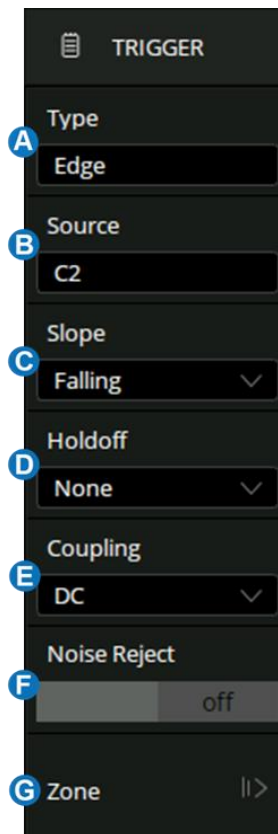 TRIGGER
Type
A
Edge
Source
B
C2
Slope
C
Falling
Holdoff
D
None
Coupling
E
DC
Noise Reject
F
off
G Zone